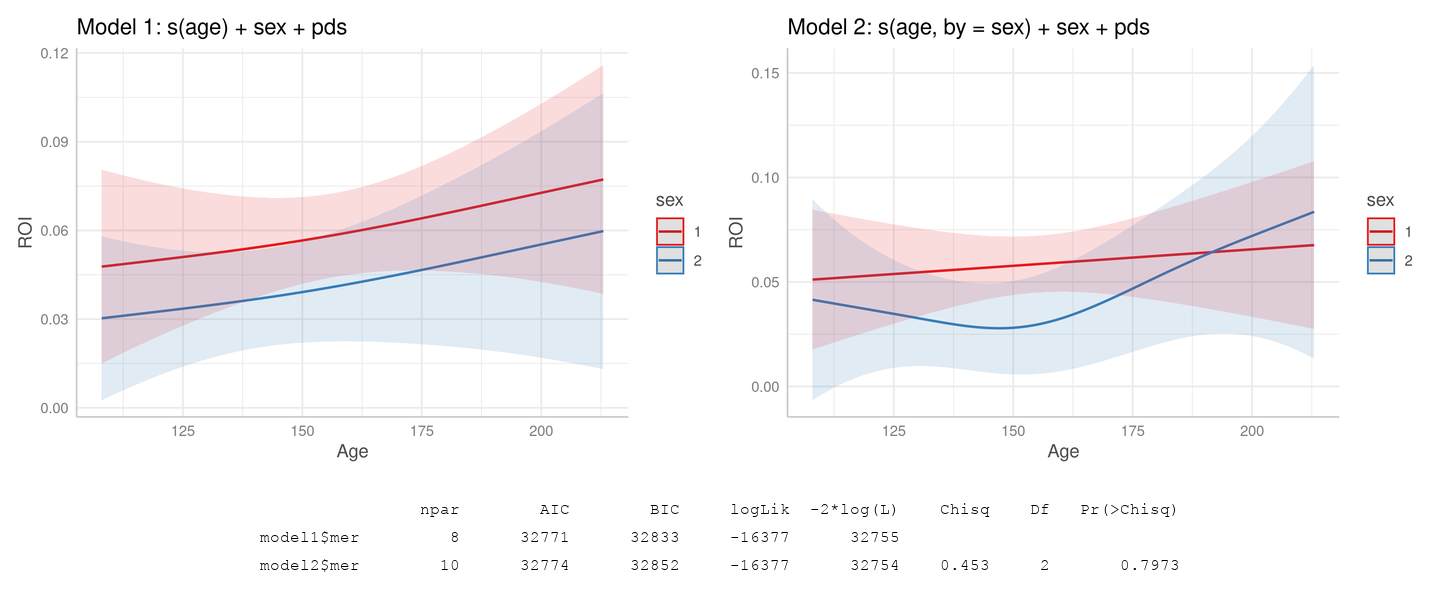 Model 1: s(age) + sex + pds
0.12
0.09
0.06
0.03
0.00
ROI
125 150 175 200
Age
sex
1
2
Model 2: s(age, by = sex) + sex + pds
0.15
0.10
0.05
0.00
ROI
125 150 175 200
Age
sex
1
2
npar AIC BIC logLik -2*log(L) Chisq Df Pr(>Chisq)
model1$mer 8 32771 32833 -16377 32755
model2$mer 10 32774 32852 -16377 32754 0.453 2 0.7973